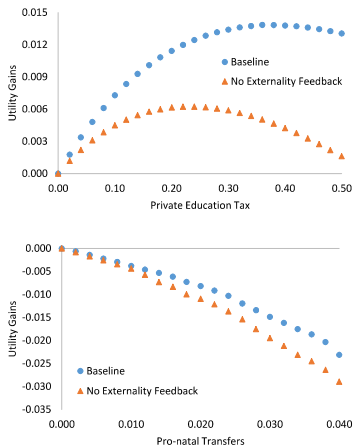 0.015
0.012
0.009
0.006
0.003
0.000
Utility Gains
Baseline
No Externality Feedback
0.00 0.10 0.20 0.30 0.40 0.50
Private Education Tax
0.000
-0.005
-0.010
-0.015
-0.020
-0.025
-0.030
-0.035
Utility Gains
Baseline
No Externality Feedback
0.000 0.010 0.020 0.030 0.040
Pro-natal Transfers